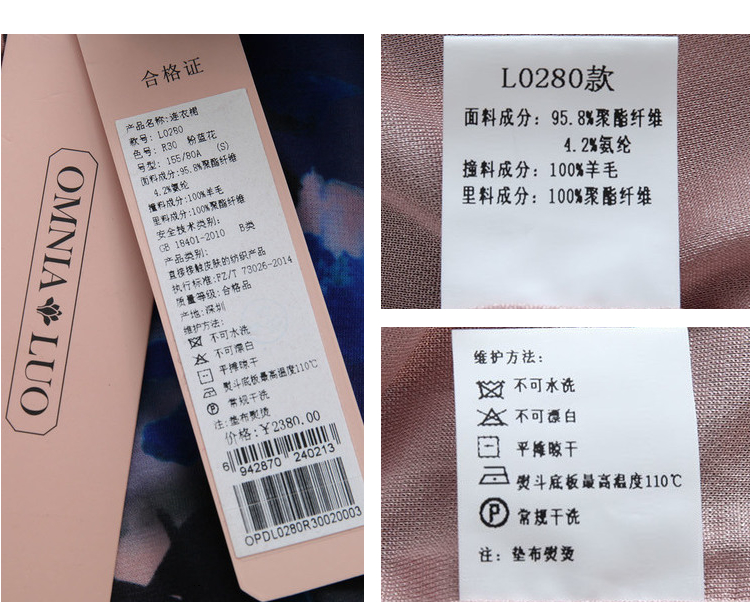 OMNIA LUO
合格证
产品名称:连衣裙
款号: L0280
色号: R30 粉蓝花
号型: 155/80A (S)
面料成分:95.8%聚酯纤维
4.2%氨纶
撞料成分:100%羊毛
里料成分:100%聚酯纤维
安全技术类别:
GB 18401-2010 B类
产品类别:
直接接触皮肤的纺织产品
执行标准:FZ/T 73026-2014
质量等级:合格品
产地:深圳
维护方法:
不可水洗
不可漂白
平摊晾干
熨斗底板最高温度110℃
P 常规干洗
注:垫布熨烫
价格:¥2380.00
6 942870 240213
OPDL0280R30020003
L0280款
面料成分: 95.8%聚酯纤维
4.2%氨纶
撞料成分: 100%羊毛
里料成分: 100%聚酯纤维
维护方法:
不可水洗
不可漂白
平摊晾干
熨斗底板最高温度110℃
P 常规干洗
注: 垫布熨烫